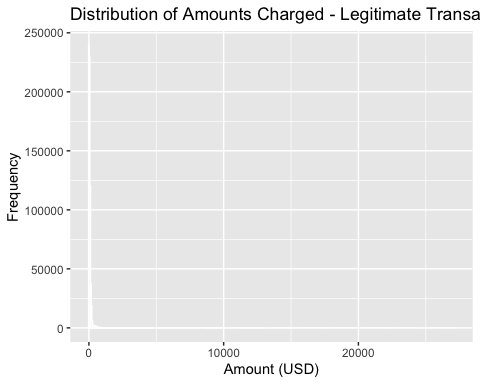 Distribution of Amounts Charged - Legitimate Transa
250000
200000
150000
100000
50000
0
Frequency
0 10000 20000
Amount (USD)